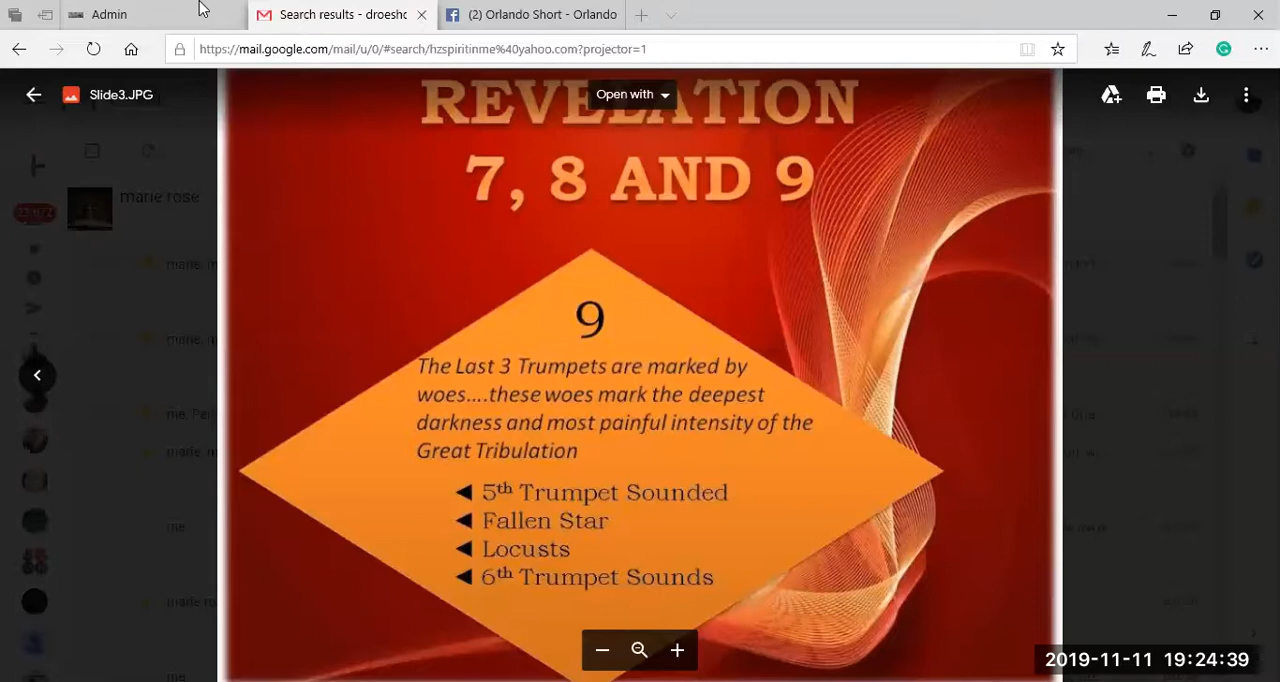 Admin
Search results - droesho
(2) Orlando Short - Orlando
https://mail.google.com/mail/u/0/#search/hzspiritinme%40yahoo.com?projector=1
Slide3.JPG
Open with
marie rose
REVELATION
7, 8 AND 9
9
The Last 3 Trumpets are marked by
woes....these woes mark the deepest
darkness and most painful intensity of the
Great Tribulation
◄ 5th Trumpet Sounded
◄ Fallen Star
◄ Locusts
◄ 6th Trumpet Sounds
me
2019-11-11 19:24:39